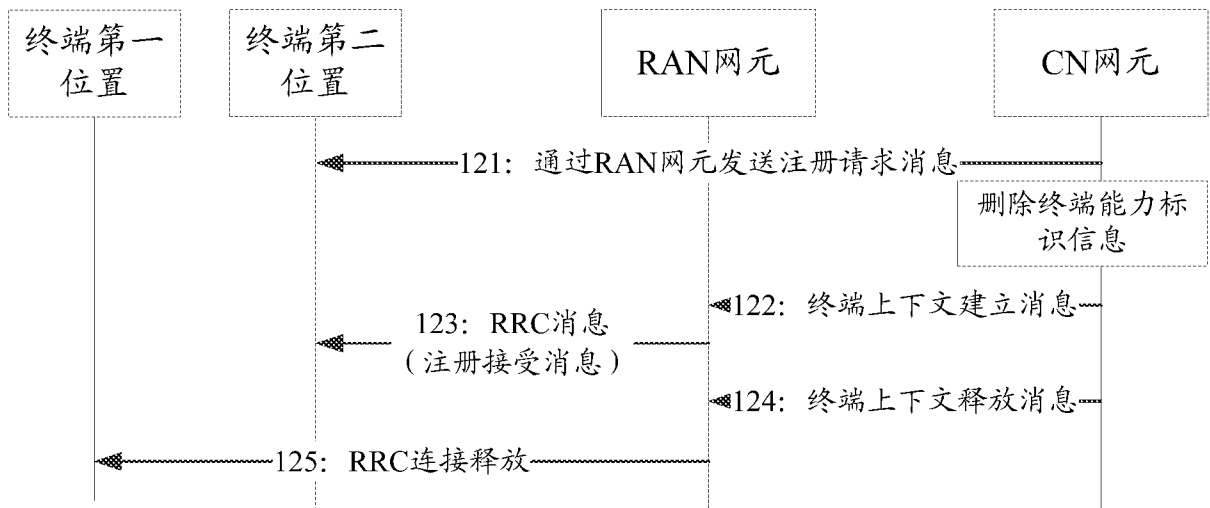 终端第一
位置
终端第二
位置
RAN网元
CN网元
121：通过RAN网元发送注册请求消息
删除终端能力标
识信息
122：终端上下文建立消息
123：RRC消息
（注册接受消息）
124：终端上下文释放消息
125：RRC连接释放